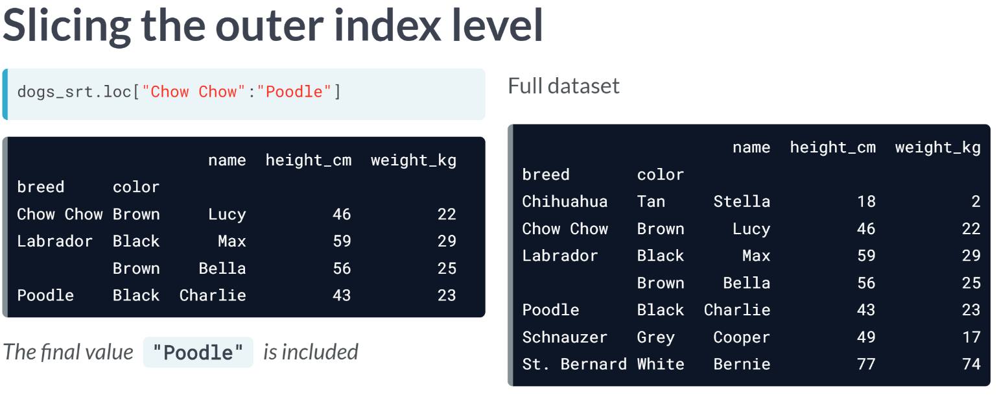 Slicing the outer index level
dogs_srt.loc["Chow Chow":"Poodle"]
name height_cm weight_kg
breed color
Chow Chow Brown Lucy 46 22
Labrador Black Max 59 29
Brown Bella 56 25
Poodle Black Charlie 43 23
The final value "Poodle" is included
Full dataset
name height_cm weight_kg
breed color
Chihuahua Tan Stella 18 2
Chow Chow Brown Lucy 46 22
Labrador Black Max 59 29
Brown Bella 56 25
Poodle Black Charlie 43 23
Schnauzer Grey Cooper 49 17
St. Bernard White Bernie 77 74